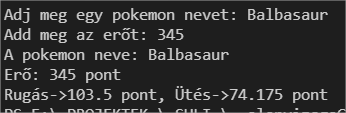 Adj meg egy pokemon nevet: Balbasaur
Add meg az erőt: 345
A pokemon neve: Balbasaur
Erő: 345 pont
Rugás->103.5 pont, Ütés->74.175 pont